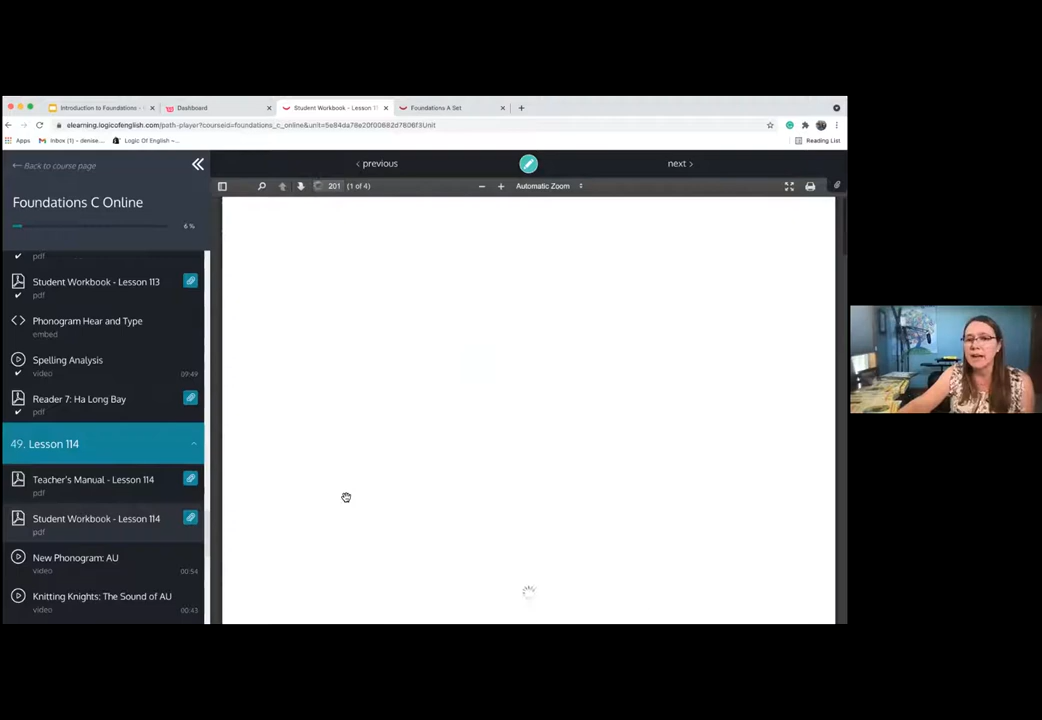 Introduction to Foundations -
Dashboard
Student Workbook - Lesson 11
Foundations A Set
elearning.logicofenglish.com/path-player?courseid=foundations_c_online&unit=5e84da78e20f00682d7806f3Unit
Apps
Inbox (1) - denise....
Logic Of English –...
Reading List
← Back to course page
previous
next
201 (1 of 4)
Automatic Zoom
Foundations C Online
6 %
pdf
Student Workbook - Lesson 113
pdf
Phonogram Hear and Type
embed
Spelling Analysis
video 09:49
Reader 7: Ha Long Bay
pdf
49. Lesson 114
Teacher's Manual - Lesson 114
pdf
Student Workbook - Lesson 114
pdf
New Phonogram: AU
video 00:54
Knitting Knights: The Sound of AU
video 00:43